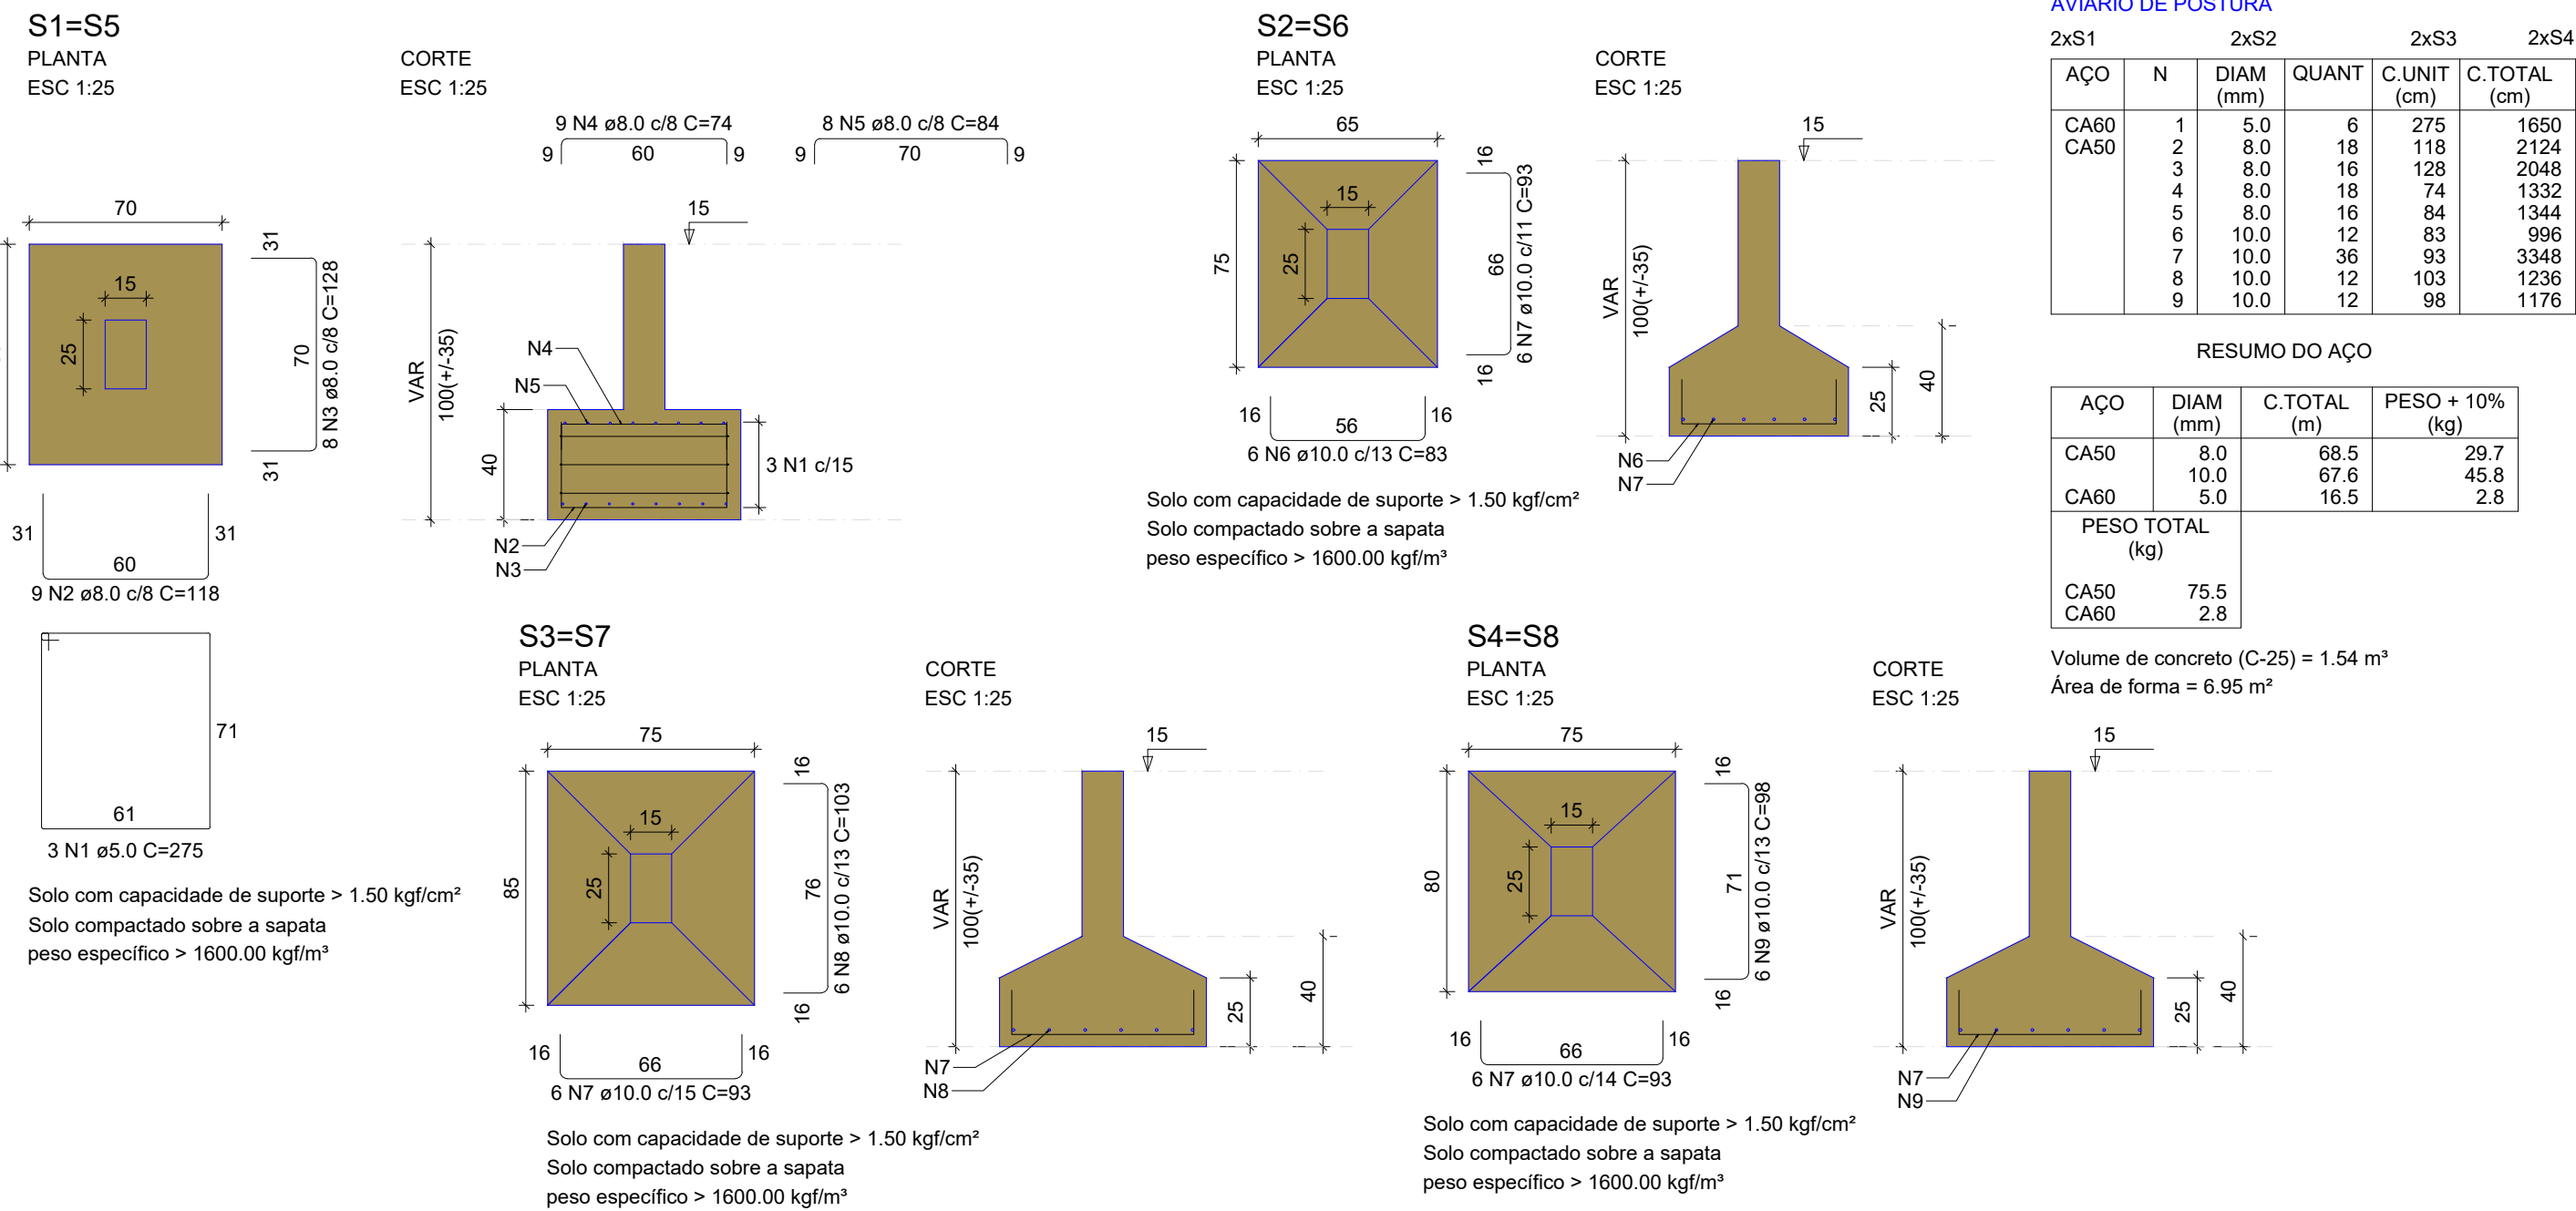 S1=S5
PLANTA
ESC 1:25
CORTE
ESC 1:25
9 N4 ø8.0 c/8 C=74
9 60 9
8 N5 ø8.0 c/8 C=84
9 70 9
70
15
25
31
70
8 N3 ø8.0 c/8 C=128
31
15
VAR
100(+/-35)
N4
N5
40
3 N1 c/15
N2
N3
31 31
60
9 N2 ø8.0 c/8 C=118
71
61
3 N1 ø5.0 C=275
Solo com capacidade de suporte > 1.50 kgf/cm²
Solo compactado sobre a sapata
peso específico > 1600.00 kgf/m³
S2=S6
PLANTA
ESC 1:25
CORTE
ESC 1:25
65
75
15
25
16
66
6 N7 ø10.0 c/11 C=93
16
16 16
56
6 N6 ø10.0 c/13 C=83
15
VAR
100(+/-35)
25
40
N6
N7
Solo com capacidade de suporte > 1.50 kgf/cm²
Solo compactado sobre a sapata
peso específico > 1600.00 kgf/m³
S3=S7
PLANTA
ESC 1:25
CORTE
ESC 1:25
75
85
15
25
16
76
6 N8 ø10.0 c/13 C=103
16
16 16
66
6 N7 ø10.0 c/15 C=93
15
VAR
100(+/-35)
25
40
N7
N8
Solo com capacidade de suporte > 1.50 kgf/cm²
Solo compactado sobre a sapata
peso específico > 1600.00 kgf/m³
S4=S8
PLANTA
ESC 1:25
CORTE
ESC 1:25
75
80
15
25
16
71
6 N9 ø10.0 c/13 C=98
16
16 16
66
6 N7 ø10.0 c/14 C=93
15
VAR
100(+/-35)
25
40
N7
N9
Solo com capacidade de suporte > 1.50 kgf/cm²
Solo compactado sobre a sapata
peso específico > 1600.00 kgf/m³
AVIARIO DE POSTURA
2xS1 2xS2 2xS3 2xS4
AÇO N DIAM QUANT C.UNIT C.TOTAL
(mm) (cm) (cm)
CA60 1 5.0 6 275 1650
CA50 2 8.0 18 118 2124
3 8.0 16 128 2048
4 8.0 18 74 1332
5 8.0 16 84 1344
6 10.0 12 83 996
7 10.0 36 93 3348
8 10.0 12 103 1236
9 10.0 12 98 1176
RESUMO DO AÇO
AÇO DIAM C.TOTAL PESO + 10%
(mm) (m) (kg)
CA50 8.0 68.5 29.7
10.0 67.6 45.8
CA60 5.0 16.5 2.8
PESO TOTAL
(kg)
CA50 75.5
CA60 2.8
Volume de concreto (C-25) = 1.54 m³
Área de forma = 6.95 m²